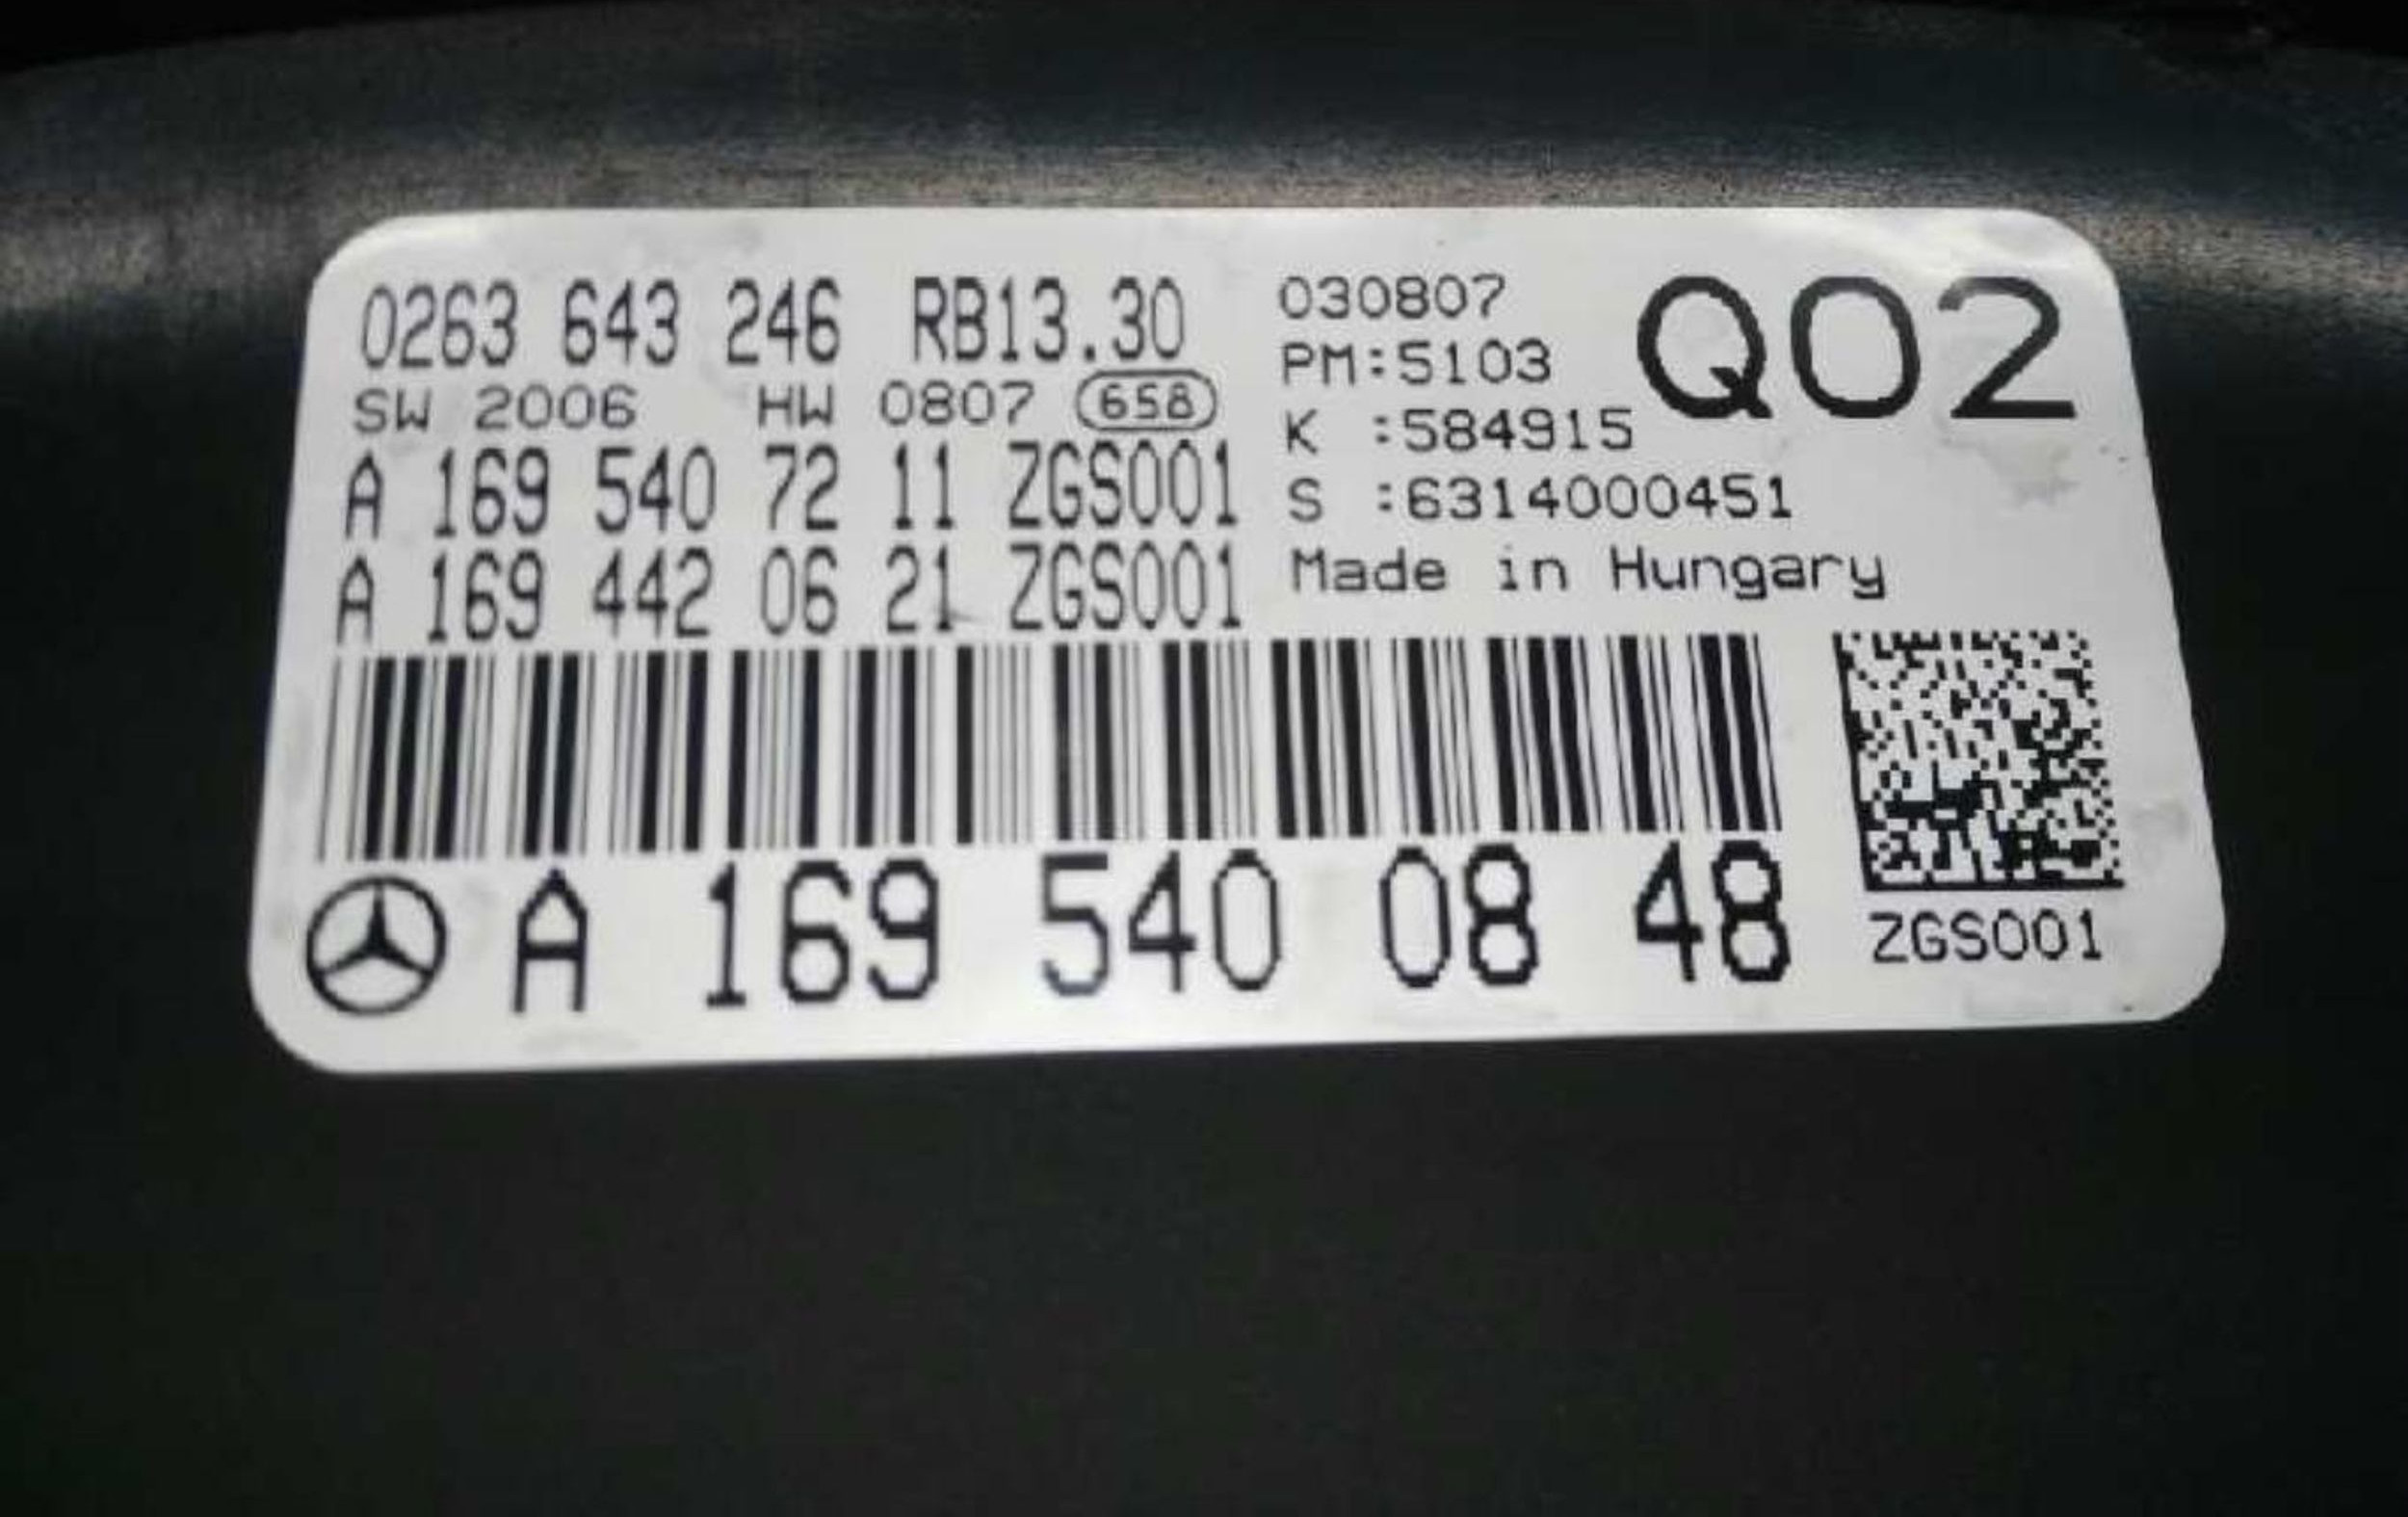 0263 643 246 RB13.30
SW 2006 HW 0807 658
A 169 540 72 11 ZGS001
A 169 442 06 21 ZGS001
030807
PM:5103
K :584915
S :6314000451
Made in Hungary
Q02
A 169 540 08 48
ZGS001